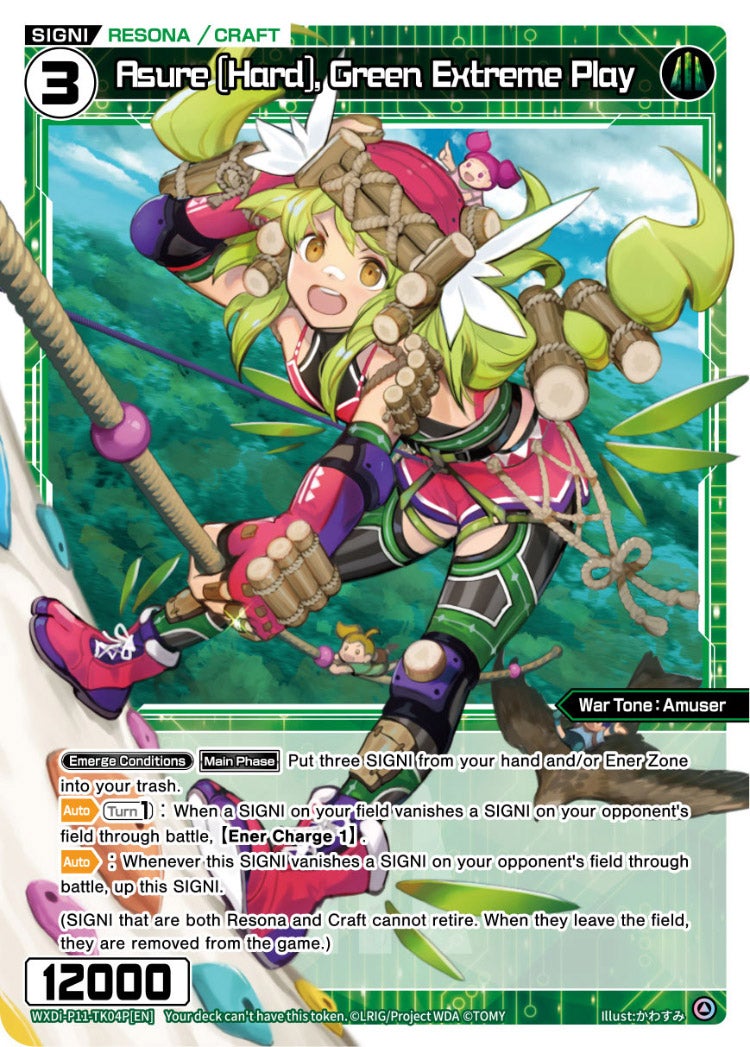 SIGNI RESONA / CRAFT
3 Asure [Hard], Green Extreme Play
War Tone : Amuser
Emerge Conditions Main Phase Put three SIGNI from your hand and/or Ener Zone
into your trash.
Auto Turn 1 : When a SIGNI on your field vanishes a SIGNI on your opponent's
field through battle, 【Ener Charge 1】.
Auto : Whenever this SIGNI vanishes a SIGNI on your opponent's field through
battle, up this SIGNI.
(SIGNI that are both Resona and Craft cannot retire. When they leave the field,
they are removed from the game.)
12000
WXDi-P11-TK04P[EN] Your deck can't have this token. ©LRIG/Project WDA ©TOMY Illust:かわすみ